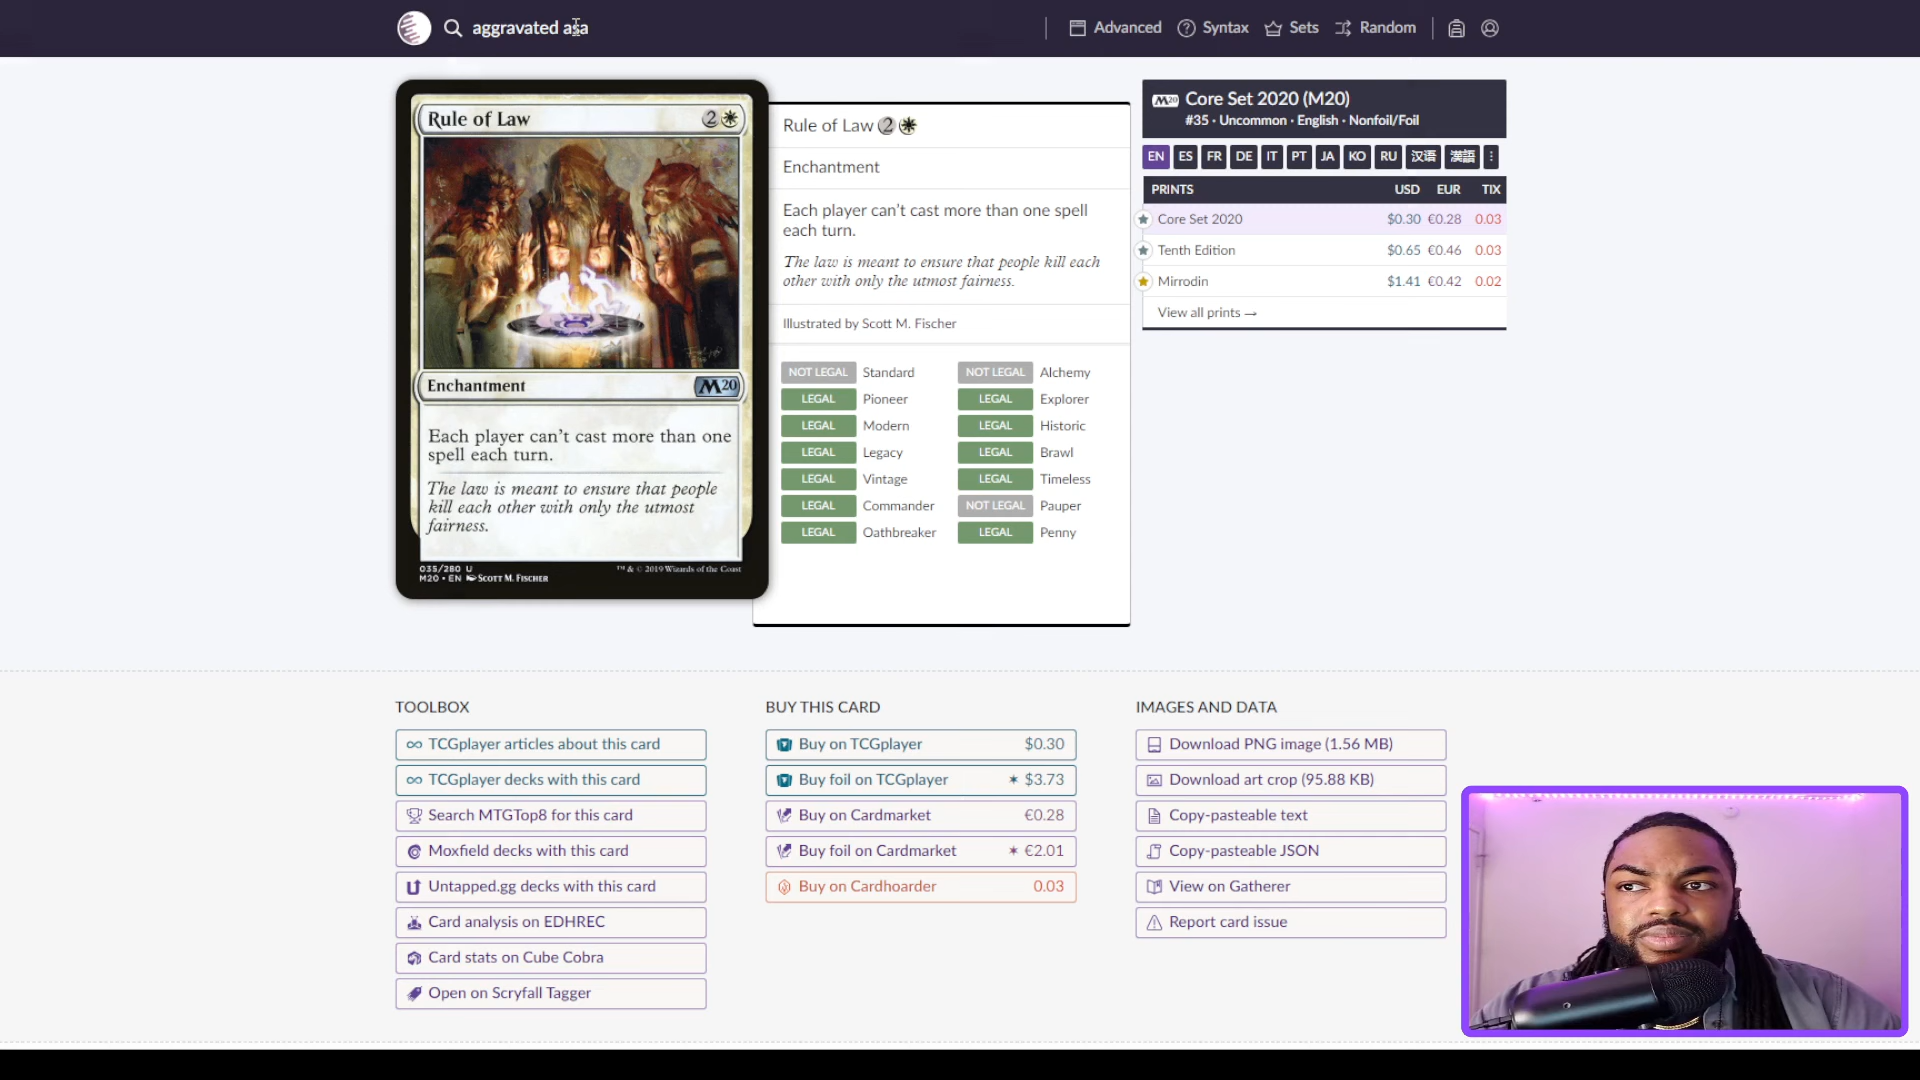 aggravated asa
Advanced
Syntax
Sets
Random
Rule of Law 2
Enchantment
M20
Each player can't cast more than one
spell each turn.
The law is meant to ensure that people
kill each other with only the utmost
fairness.
035/280 U
M20 • EN Scott M. Fischer
™ & © 2019 Wizards of the Coast
Rule of Law 2
Enchantment
Each player can't cast more than one spell
each turn.
The law is meant to ensure that people kill each
other with only the utmost fairness.
Illustrated by Scott M. Fischer
NOT LEGAL Standard NOT LEGAL Alchemy
LEGAL Pioneer LEGAL Explorer
LEGAL Modern LEGAL Historic
LEGAL Legacy LEGAL Brawl
LEGAL Vintage LEGAL Timeless
LEGAL Commander NOT LEGAL Pauper
LEGAL Oathbreaker LEGAL Penny
M20 Core Set 2020 (M20)
#35 · Uncommon · English · Nonfoil/Foil
EN ES FR DE IT PT JA KO RU 汉语 漢語
PRINTS USD EUR TIX
Core Set 2020 $0.30 €0.28 0.03
Tenth Edition $0.65 €0.46 0.03
Mirrodin $1.41 €0.42 0.02
View all prints →
TOOLBOX
TCGplayer articles about this card
TCGplayer decks with this card
Search MTGTop8 for this card
Moxfield decks with this card
Untapped.gg decks with this card
Card analysis on EDHREC
Card stats on Cube Cobra
Open on Scryfall Tagger
BUY THIS CARD
Buy on TCGplayer $0.30
Buy foil on TCGplayer $3.73
Buy on Cardmarket €0.28
Buy foil on Cardmarket €2.01
Buy on Cardhoarder 0.03
IMAGES AND DATA
Download PNG image (1.56 MB)
Download art crop (95.88 KB)
Copy-pasteable text
Copy-pasteable JSON
View on Gatherer
Report card issue